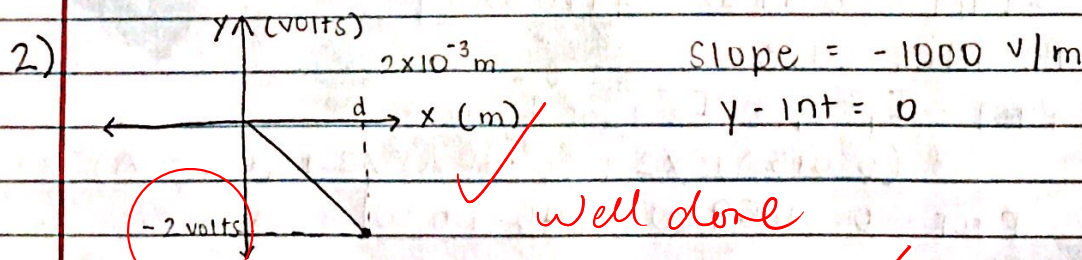 2)
y (volts)
2x10⁻³ m
slope = -1000 v/m
d
x (m)
y-int = 0
well done
-2 volts